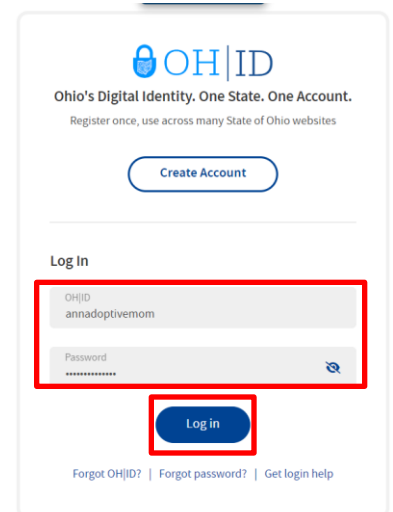 OH|ID
Ohio's Digital Identity. One State. One Account.
Register once, use across many State of Ohio websites
Create Account
Log In
OH|ID
annadoptivemom
Password
••••••••••••••
Log in
Forgot OH|ID? | Forgot password? | Get login help